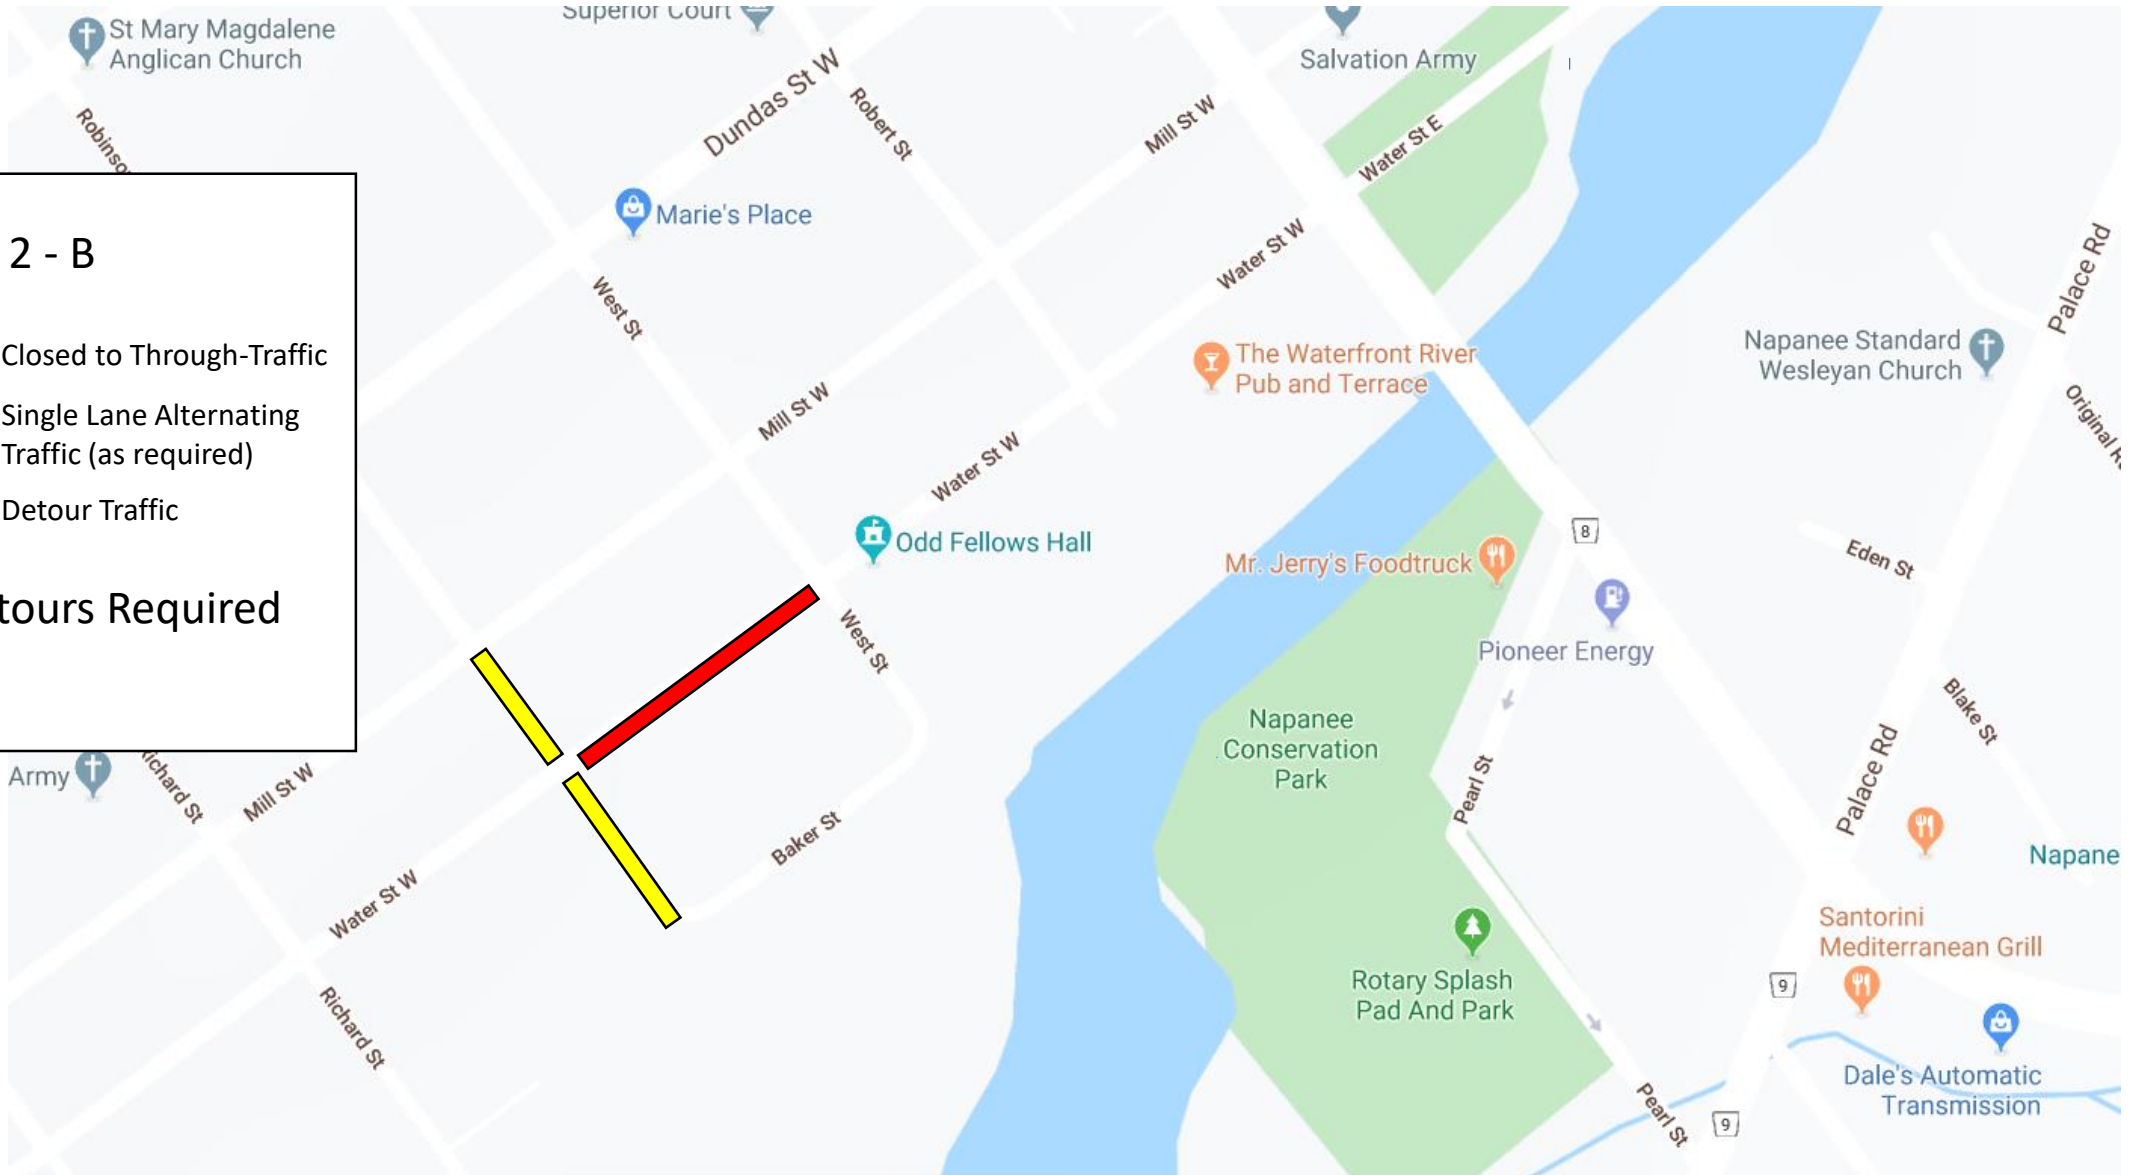 Superior Court
St Mary Magdalene
Anglican Church
Salvation Army
Dundas St W
Robert St
Mill St W
Water St E
2 - B
Marie's Place
Water St W
Palace Rd
West St
Closed to Through-Traffic
The Waterfront River
Pub and Terrace
Napanee Standard
Wesleyan Church
Single Lane Alternating
Traffic (as required)
Mill St W
Water St W
Detour Traffic
Odd Fellows Hall
8
Mr. Jerry's Foodtruck
Eden St
tours Required
West St
Pioneer Energy
Blake St
Napanee
Conservation
Park
Army
ichard St
Mill St W
Pearl St
Palace Rd
Baker St
Napane
Water St W
Santorini
Mediterranean Grill
Rotary Splash
Pad And Park
9
Richard St
Dale's Automatic
Transmission
Pearl St
9
Robinso
Original